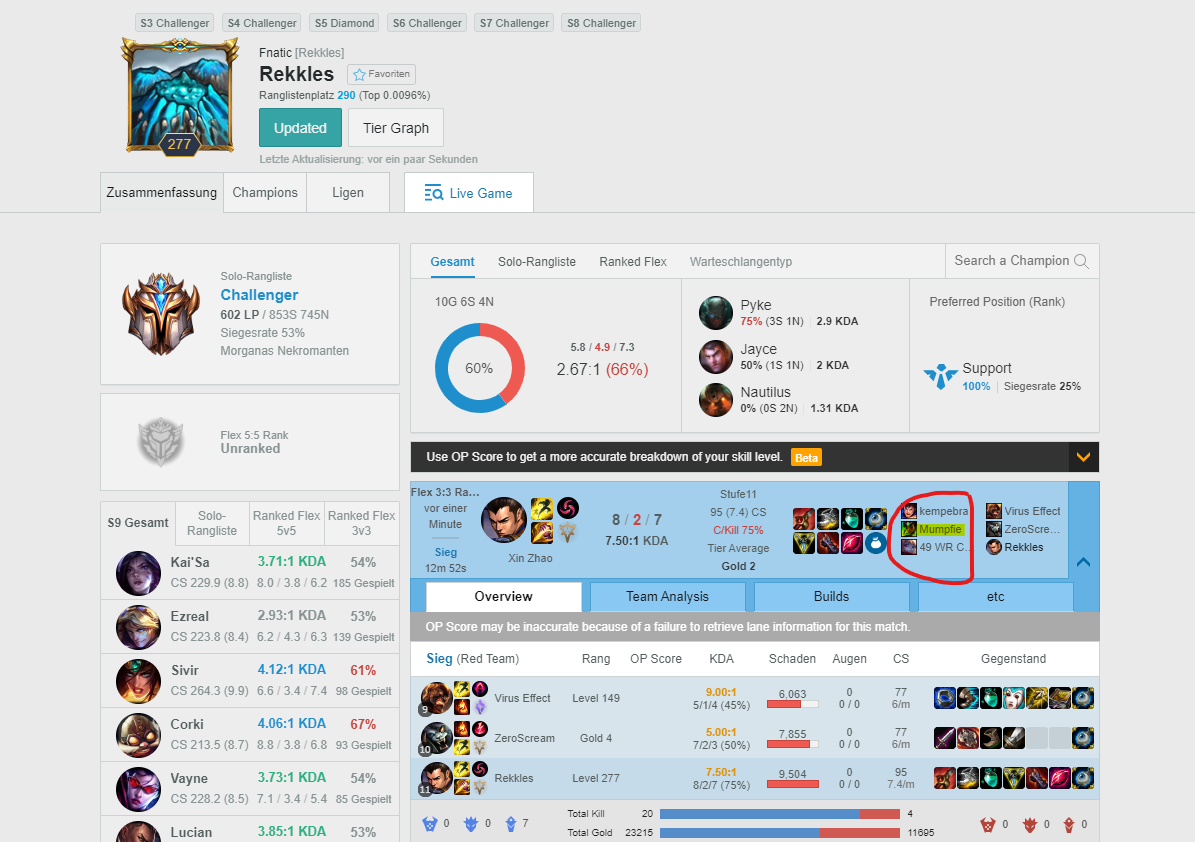 S3 Challenger S4 Challenger S5 Diamond S6 Challenger S7 Challenger S8 Challenger
277
Fnatic [Rekkles]
Rekkles Favoriten
Ranglistenplatz 290 (Top 0.0096%)
Updated Tier Graph
Letzte Aktualisierung: vor ein paar Sekunden
Zusammenfassung Champions Ligen Live Game
Solo-Rangliste
Challenger
602 LP / 853S 745N
Siegesrate 53%
Morganas Nekromanten
Flex 5:5 Rank
Unranked
S9 Gesamt Solo-Rangliste Ranked Flex 5v5 Ranked Flex 3v3
Kai'Sa 3.71:1 KDA 54%
CS 229.9 (8.8) 8.0 / 3.8 / 6.2 185 Gespielt
Ezreal 2.93:1 KDA 53%
CS 223.8 (8.4) 6.2 / 4.3 / 6.3 139 Gespielt
Sivir 4.12:1 KDA 61%
CS 264.3 (9.9) 6.6 / 3.4 / 7.4 98 Gespielt
Corki 4.06:1 KDA 67%
CS 213.5 (8.7) 8.8 / 3.8 / 6.8 93 Gespielt
Vayne 3.73:1 KDA 54%
CS 228.2 (8.5) 7.1 / 3.4 / 5.4 85 Gespielt
Lucian 3.85:1 KDA 53%
Gesamt Solo-Rangliste Ranked Flex Warteschlangentyp Search a Champion
10G 6S 4N
60%
5.8 / 4.9 / 7.3
2.67:1 (66%)
Pyke
75% (3S 1N) 2.9 KDA
Jayce
50% (1S 1N) 2 KDA
Nautilus
0% (0S 2N) 1.31 KDA
Preferred Position (Rank)
Support
100% Siegesrate 25%
Use OP Score to get a more accurate breakdown of your skill level. Beta
Flex 3:3 Ra...
vor einer
Minute
Sieg
12m 52s
Xin Zhao
8 / 2 / 7
7.50:1 KDA
Stufe11
95 (7.4) CS
C/Kill 75%
Tier Average
Gold 2
kempebra
Mumpfie
49 WR C...
Virus Effect
ZeroScre...
Rekkles
Overview Team Analysis Builds etc
OP Score may be inaccurate because of a failure to retrieve lane information for this match.
Sieg (Red Team) Rang OP Score KDA Schaden Augen CS Gegenstand
9 Virus Effect Level 149 9.00:1 5/1/4 (45%) 6,063 0 0 / 0 77 6/m
10 ZeroScream Gold 4 5.00:1 7/2/3 (50%) 7,855 0 0 / 0 77 6/m
11 Rekkles Level 277 7.50:1 8/2/7 (75%) 9,504 0 0 / 0 95 7.4/m
0 0 7
Total Kill 20 4
Total Gold 23215 11695
0 0 0